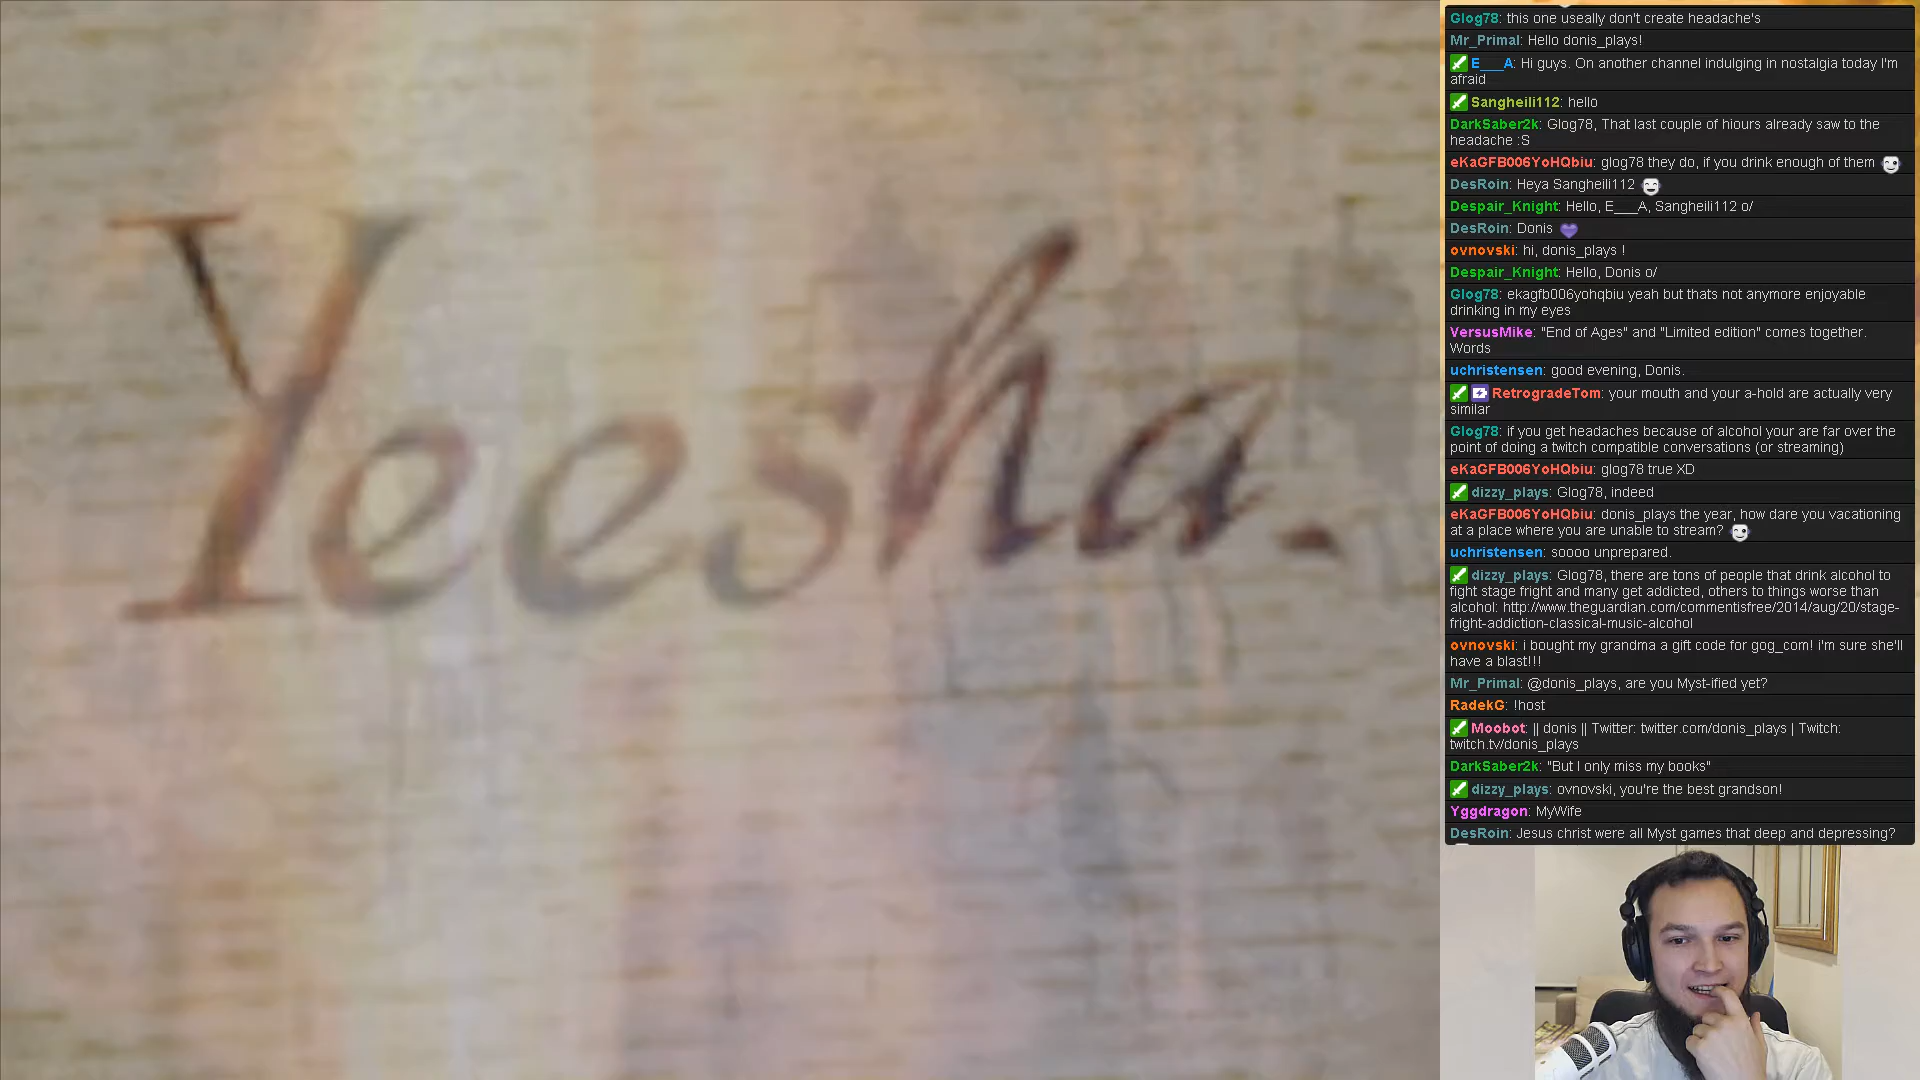 Yeesha.
Glog78: this one useally don't create headache's
Mr_Primal: Hello donis_plays!
E___A: Hi guys. On another channel indulging in nostalgia today I'm
afraid
Sangheili112: hello
DarkSaber2k: Glog78, That last couple of hiours already saw to the
headache :S
eKaGFB006YoHQbiu: glog78 they do, if you drink enough of them
DesRoin: Heya Sangheili112
Despair_Knight: Hello, E___A, Sangheili112 o/
DesRoin: Donis
ovnovski: hi, donis_plays !
Despair_Knight: Hello, Donis o/
Glog78: ekagfb006yohqbiu yeah but thats not anymore enjoyable
drinking in my eyes
VersusMike: "End of Ages" and "Limited edition" comes together.
Words
uchristensen: good evening, Donis.
RetrogradeTom: your mouth and your a-hold are actually very
similar
Glog78: if you get headaches because of alcohol your are far over the
point of doing a twitch compatible conversations (or streaming)
eKaGFB006YoHQbiu: glog78 true XD
dizzy_plays: Glog78, indeed
eKaGFB006YoHQbiu: donis_plays the year, how dare you vacationing
at a place where you are unable to stream?
uchristensen: soooo unprepared.
dizzy_plays: Glog78, there are tons of people that drink alcohol to
fight stage fright and many get addicted, others to things worse than
alcohol: http://www.theguardian.com/commentisfree/2014/aug/20/stage-
fright-addiction-classical-music-alcohol
ovnovski: i bought my grandma a gift code for gog_com! i'm sure she'll
have a blast!!!
Mr_Primal: @donis_plays, are you Myst-ified yet?
RadekG: !host
Moobot: || donis || Twitter: twitter.com/donis_plays | Twitch:
twitch.tv/donis_plays
DarkSaber2k: "But I only miss my books"
dizzy_plays: ovnovski, you're the best grandson!
Yggdragon: MyWife
DesRoin: Jesus christ were all Myst games that deep and depressing?